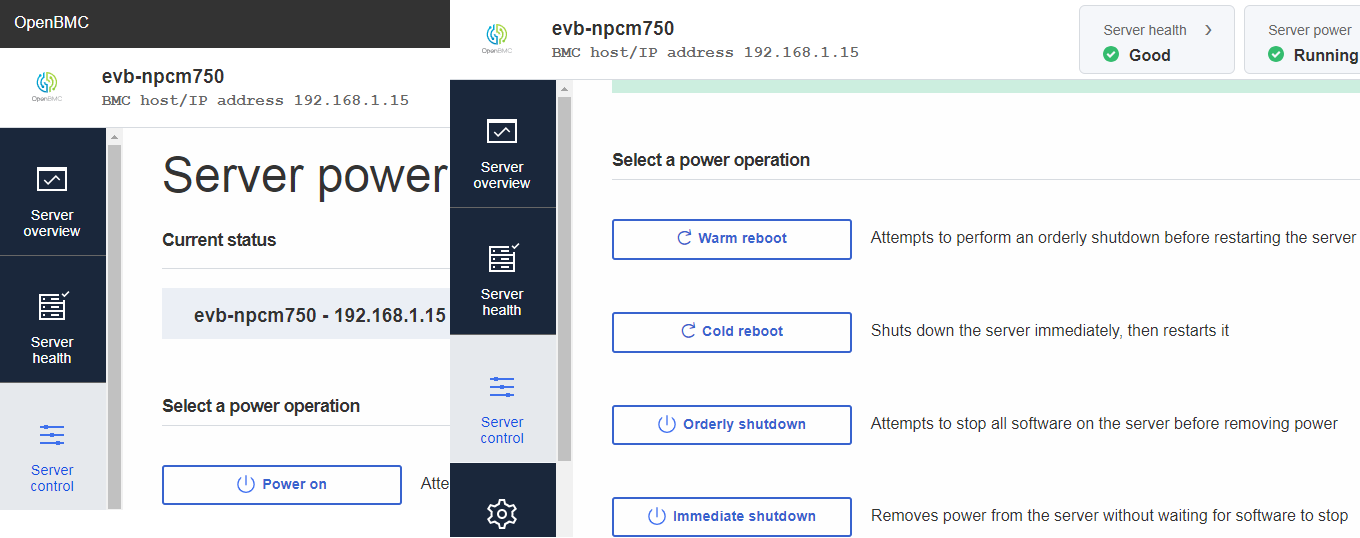 OpenBMC
OpenBMC
evb-npcm750
BMC host/IP address 192.168.1.15
Server
overview
Server
health
Server
control
Server power
Current status
evb-npcm750 - 192.168.1.15
Select a power operation
Power on
Atte
OpenBMC
evb-npcm750
BMC host/IP address 192.168.1.15
Server health
Good
Server power
Running
Server
overview
Server
health
Server
control
Select a power operation
Warm reboot
Attempts to perform an orderly shutdown before restarting the server
Cold reboot
Shuts down the server immediately, then restarts it
Orderly shutdown
Attempts to stop all software on the server before removing power
Immediate shutdown
Removes power from the server without waiting for software to stop